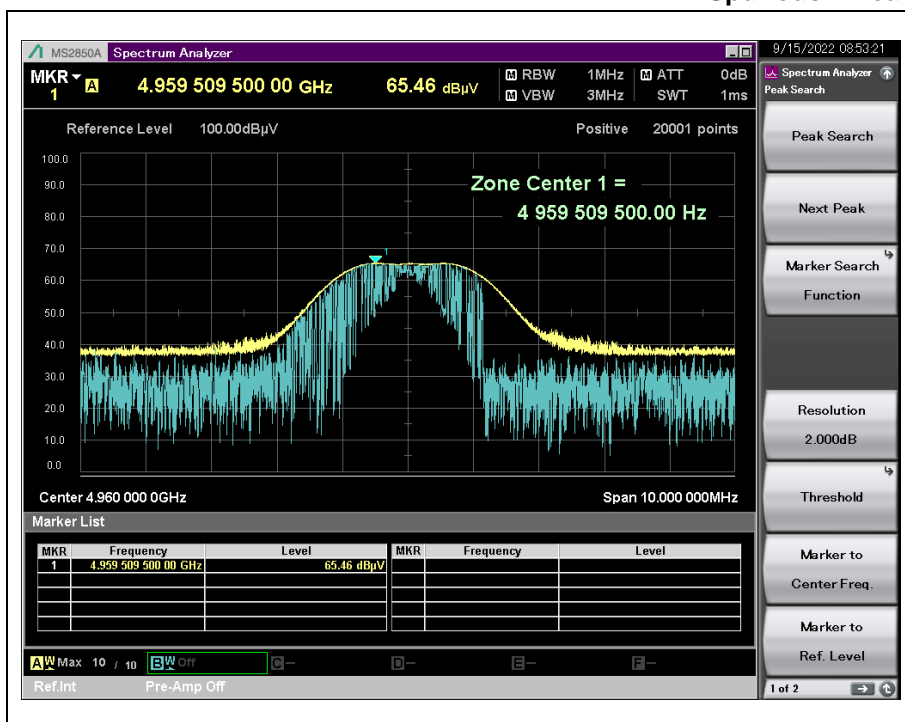 MS2850A Spectrum Analyzer
9/15/2022 08:53:21
MKR 1 A 4.959 509 500 00 GHz 65.46 dBµV
M RBW 1MHz M ATT 0dB
M VBW 3MHz SWT 1ms
Reference Level 100.00dBµV Positive 20001 points
100.0
90.0
80.0
70.0
60.0
50.0
40.0
30.0
20.0
10.0
0.0
Zone Center 1 =
4 959 509 500.00 Hz
1
Center 4.960 000 0GHz Span 10.000 000MHz
Marker List
MKR Frequency Level MKR Frequency Level
1 4.959 509 500 00 GHz 65.46 dBµV
A W Max 10 / 10 B W Off C – D – E – F –
Ref.Int Pre-Amp Off
Spectrum Analyzer
Peak Search
Peak Search
Next Peak
Marker Search
Function
Resolution
2.000dB
Threshold
Marker to
Center Freq.
Marker to
Ref. Level
1 of 2